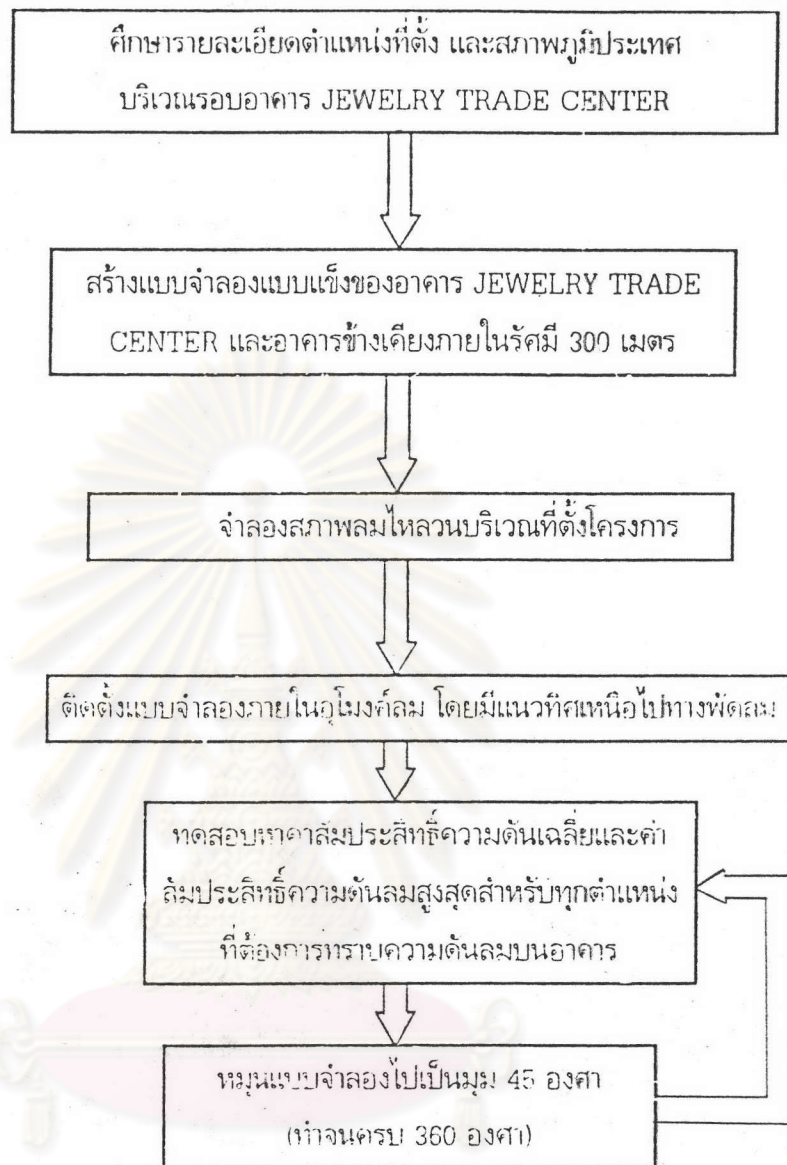 ศึกษารายละเอียดตำแหน่งที่ตั้ง และสภาพภูมิประเทศ
บริเวณรอบอาคาร JEWELRY TRADE CENTER
สร้างแบบจำลองแบบแข็งของอาคาร JEWELRY TRADE
CENTER และอาคารข้างเคียงภายในรัศมี 300 เมตร
จำลองสภาพลมไหลวนบริเวณที่ตั้งโครงการ
ติดตั้งแบบจำลองภายในอุโมงค์ลม โดยมีแนวทิศเหนือไปทางพัดลม
ทดสอบหาค่าสัมประสิทธิ์ความดันเฉลี่ยและค่า
สัมประสิทธิ์ความดันลมสูงสุดสำหรับทุกตำแหน่ง
ที่ต้องการทราบความดันลมบนอาคาร
หมุนแบบจำลองไปเป็นมุม 45 องศา
(ทำจนครบ 360 องศา)